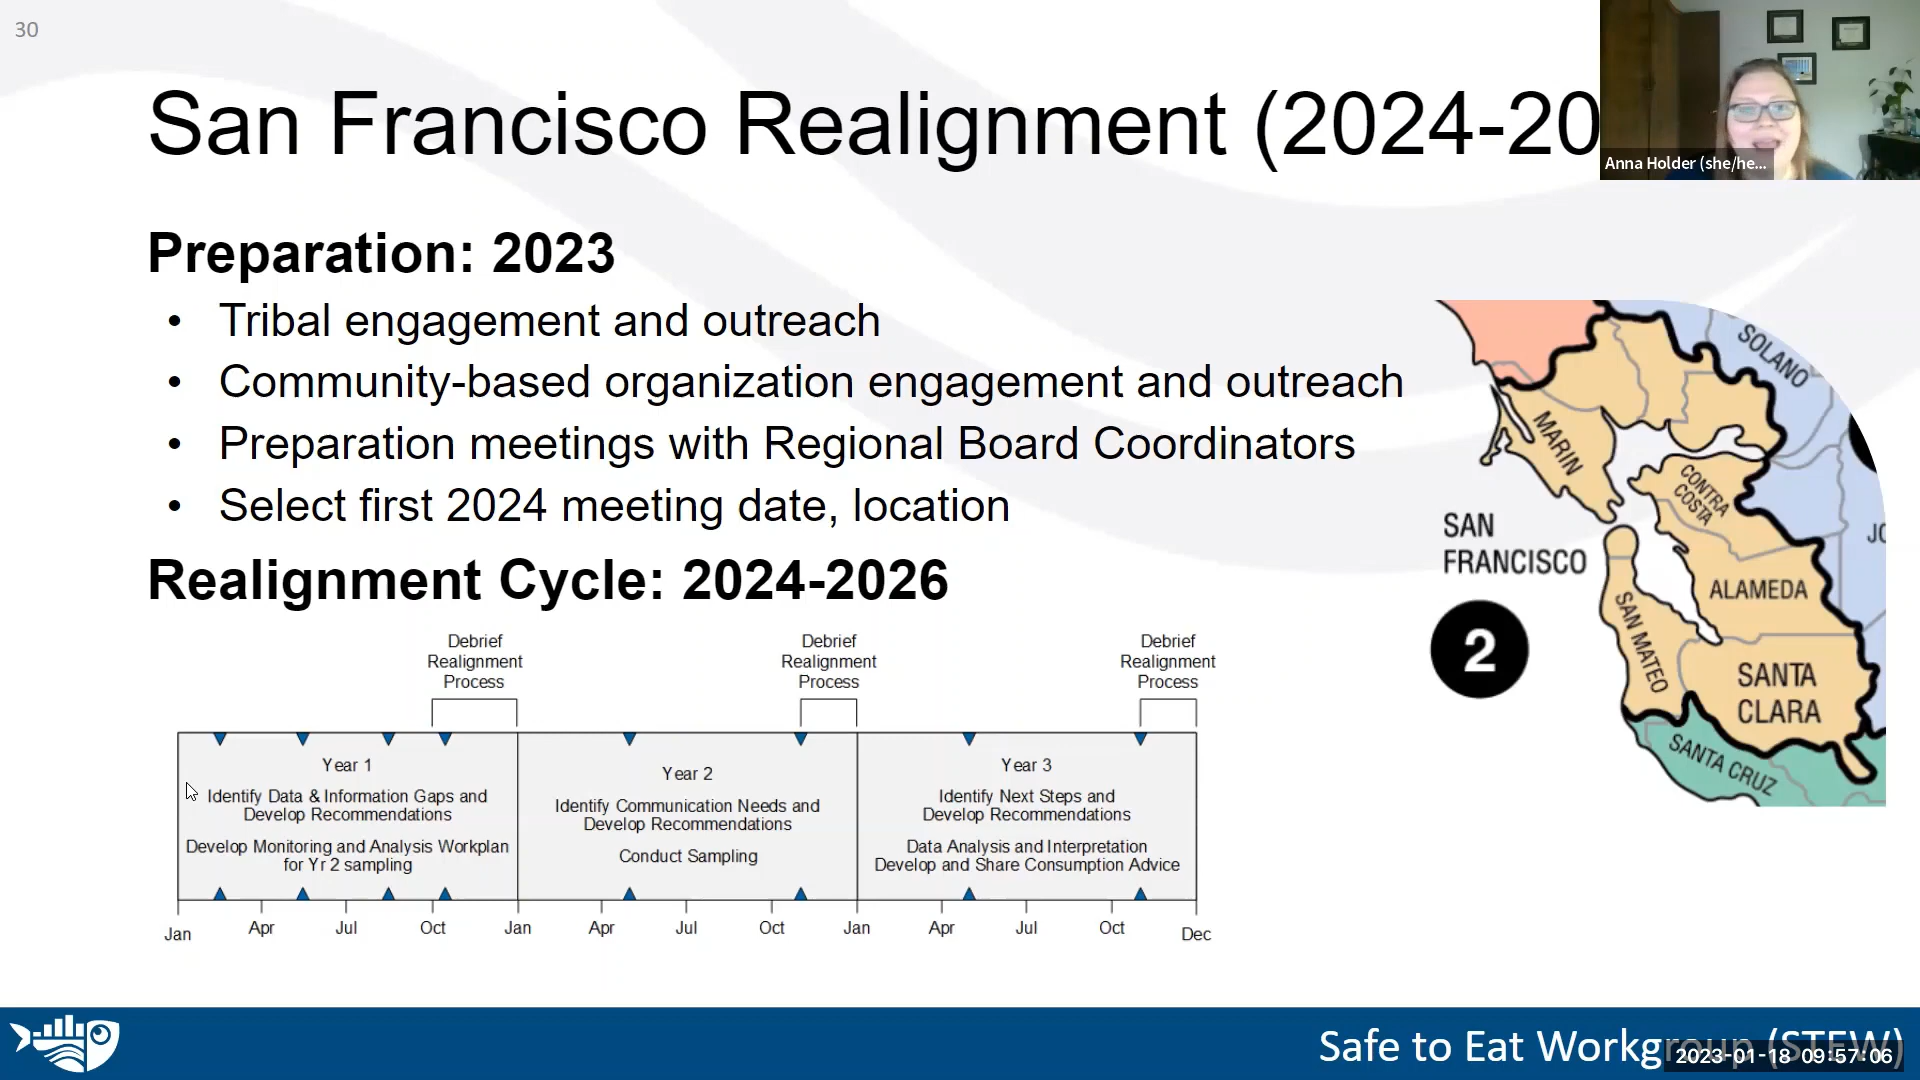 30
San Francisco Realignment (2024-20
Anna Holder (she/he...
Preparation: 2023
• Tribal engagement and outreach
• Community-based organization engagement and outreach
• Preparation meetings with Regional Board Coordinators
• Select first 2024 meeting date, location
Realignment Cycle: 2024-2026
Debrief
Realignment
Process
Debrief
Realignment
Process
Debrief
Realignment
Process
Year 1
Identify Data & Information Gaps and
Develop Recommendations
Develop Monitoring and Analysis Workplan
for Yr 2 sampling
Year 2
Identify Communication Needs and
Develop Recommendations
Conduct Sampling
Year 3
Identify Next Steps and
Develop Recommendations
Data Analysis and Interpretation
Develop and Share Consumption Advice
Jan Apr Jul Oct Jan Apr Jul Oct Jan Apr Jul Oct Dec
SOLANO
MARIN
CONTRA
COSTA
SAN
FRANCISCO
JO
ALAMEDA
SAN MATEO
2
SANTA
CLARA
SANTA CRUZ
Safe to Eat Workgroup (STEW)
2023-01-18 09:57:06